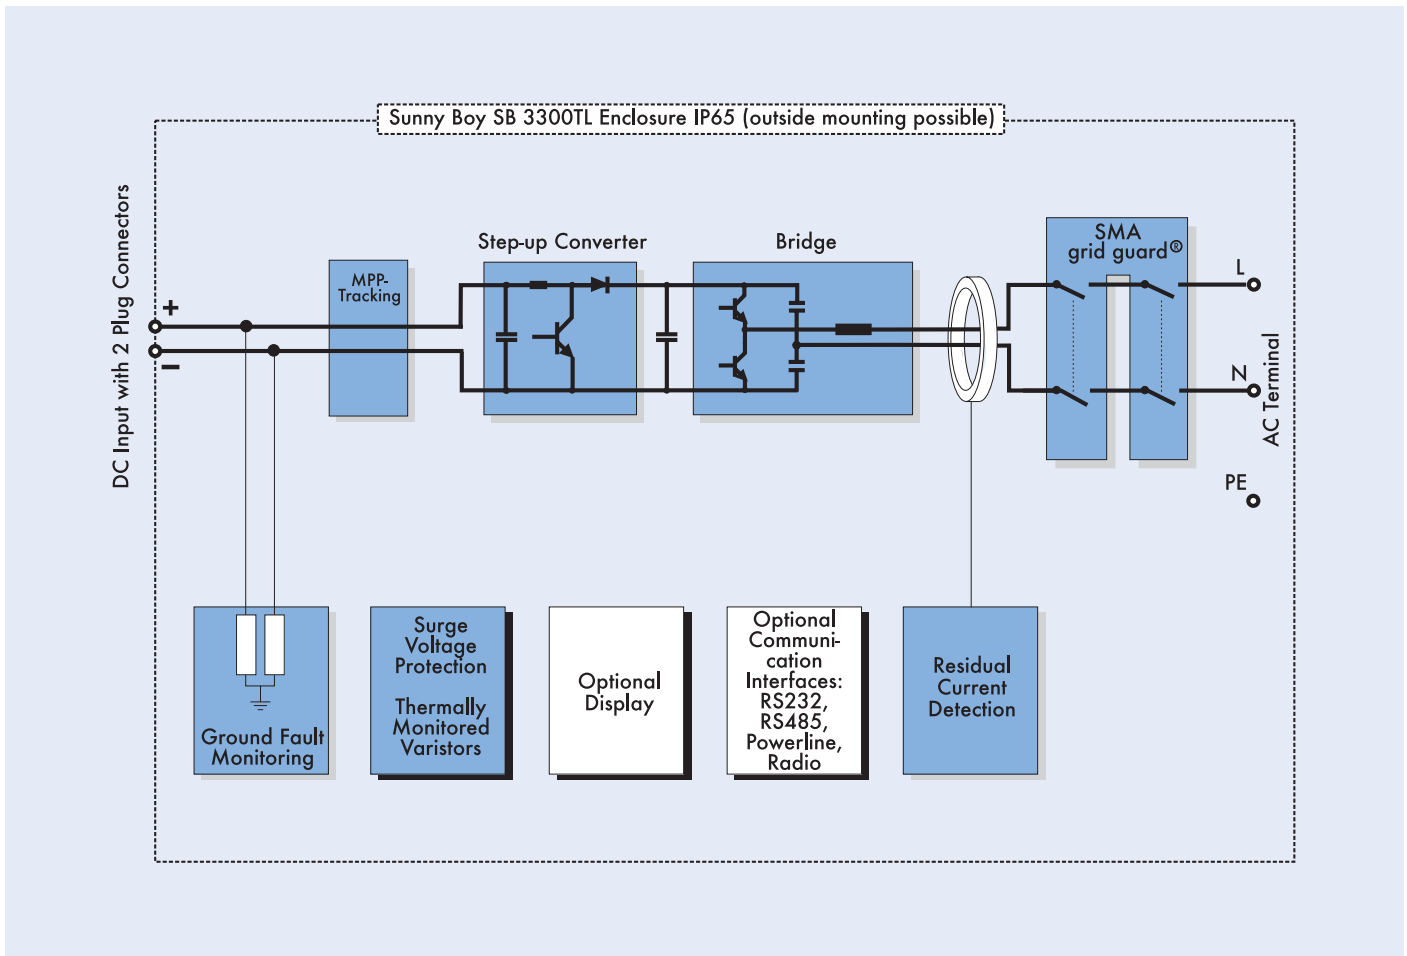 Sunny Boy SB 3300TL Enclosure IP65 (outside mounting possible)
DC Input with 2 Plug Connectors
+
−
MPP-
Tracking
Step-up Converter
Bridge
SMA
grid guard®
L
N
AC Terminal
PE
Ground Fault
Monitoring
Surge
Voltage
Protection
Thermally
Monitored
Varistors
Optional
Display
Optional
Communi-
cation
Interfaces:
RS232,
RS485,
Powerline,
Radio
Residual
Current
Detection